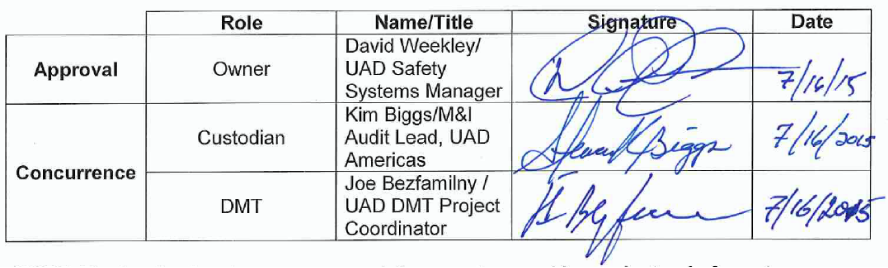 Role Name/Title Signature Date
Approval Owner David Weekley/
UAD Safety
Systems Manager 7/16/15
Concurrence Custodian Kim Biggs/M&I
Audit Lead, UAD
Americas Biggs 7/16/2015
DMT Joe Bezfamilny /
UAD DMT Project
Coordinator 7/16/2015